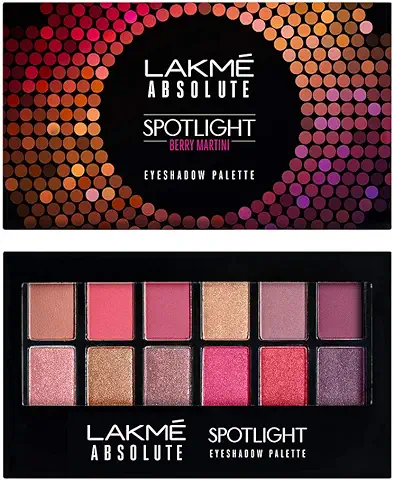 LAKMÉ
ABSOLUTE
SPOTLIGHT
BERRY MARTINI
EYESHADOW PALETTE
LAKMÉ
ABSOLUTE
SPOTLIGHT
EYESHADOW PALETTE